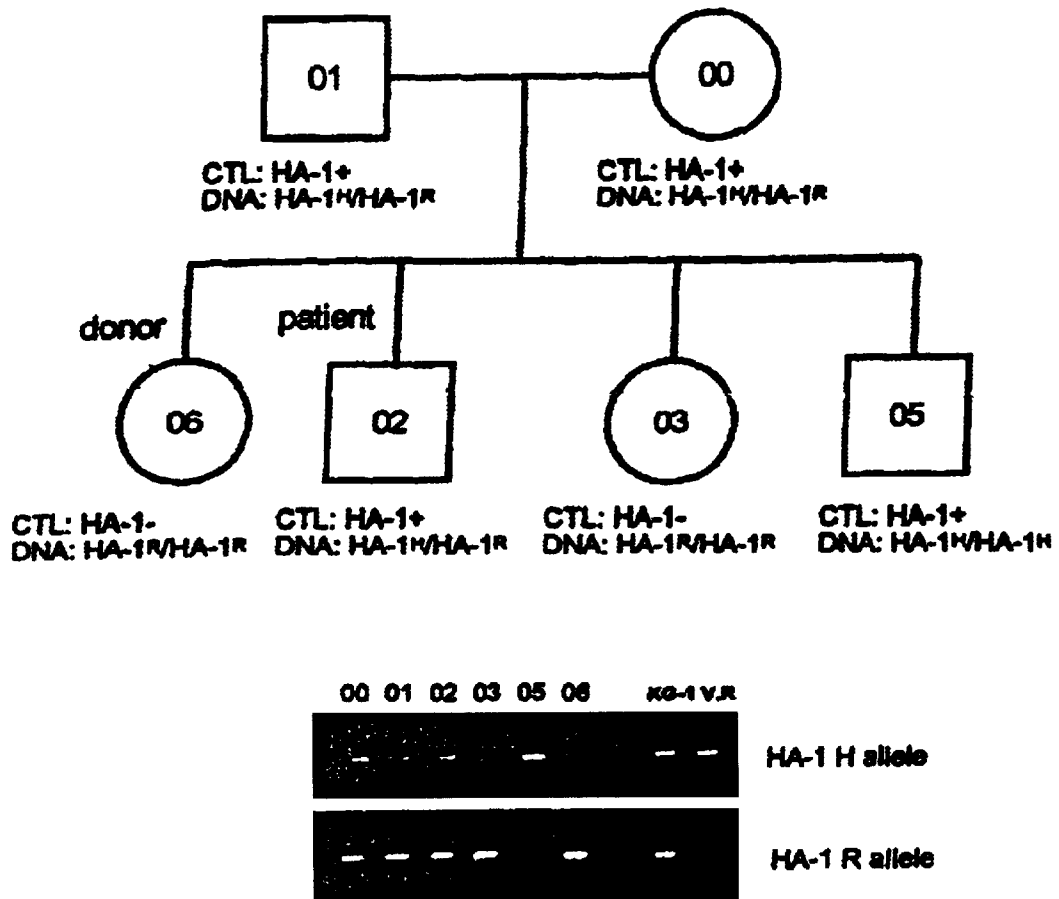 01
00
CTL: HA-1+
DNA: HA-1ᴴ/HA-1ᴿ
CTL: HA-1+
DNA: HA-1ᴴ/HA-1ᴿ
donor
patient
06
02
03
05
CTL: HA-1-
DNA: HA-1ᴿ/HA-1ᴿ
CTL: HA-1+
DNA: HA-1ᴴ/HA-1ᴿ
CTL: HA-1-
DNA: HA-1ᴿ/HA-1ᴿ
CTL: HA-1+
DNA: HA-1ᴴ/HA-1ᴴ
00 01 02 03 05 06 KG-1 V.R
HA-1 H allele
HA-1 R allele